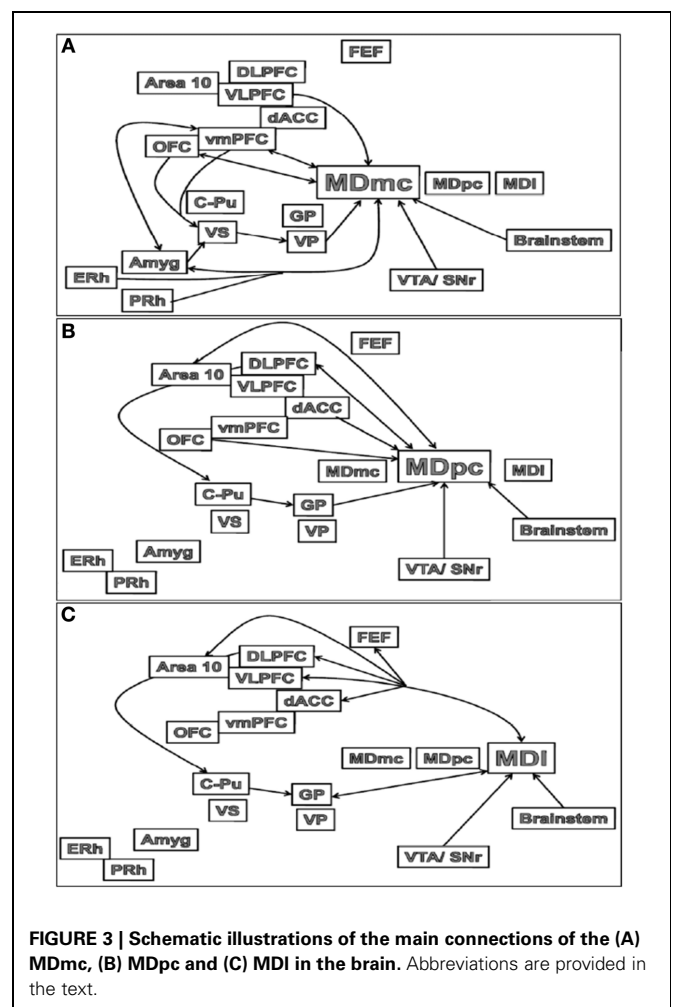 A
FEF
DLPFC
Area 10
VLPFC
dACC
vmPFC
OFC
MDmc
MDpc
MDl
C-Pu
GP
VS
VP
Brainstem
Amyg
ERh
VTA/ SNr
PRh
B
FEF
DLPFC
Area 10
VLPFC
dACC
vmPFC
OFC
MDpc
MDmc
MDl
C-Pu
GP
VS
VP
Brainstem
Amyg
ERh
VTA/ SNr
PRh
C
FEF
DLPFC
Area 10
VLPFC
dACC
vmPFC
OFC
MDmc
MDpc
MDl
C-Pu
GP
VS
VP
Brainstem
Amyg
ERh
VTA/ SNr
PRh
FIGURE 3 | Schematic illustrations of the main connections of the (A)
MDmc, (B) MDpc and (C) MDl in the brain. Abbreviations are provided in
the text.